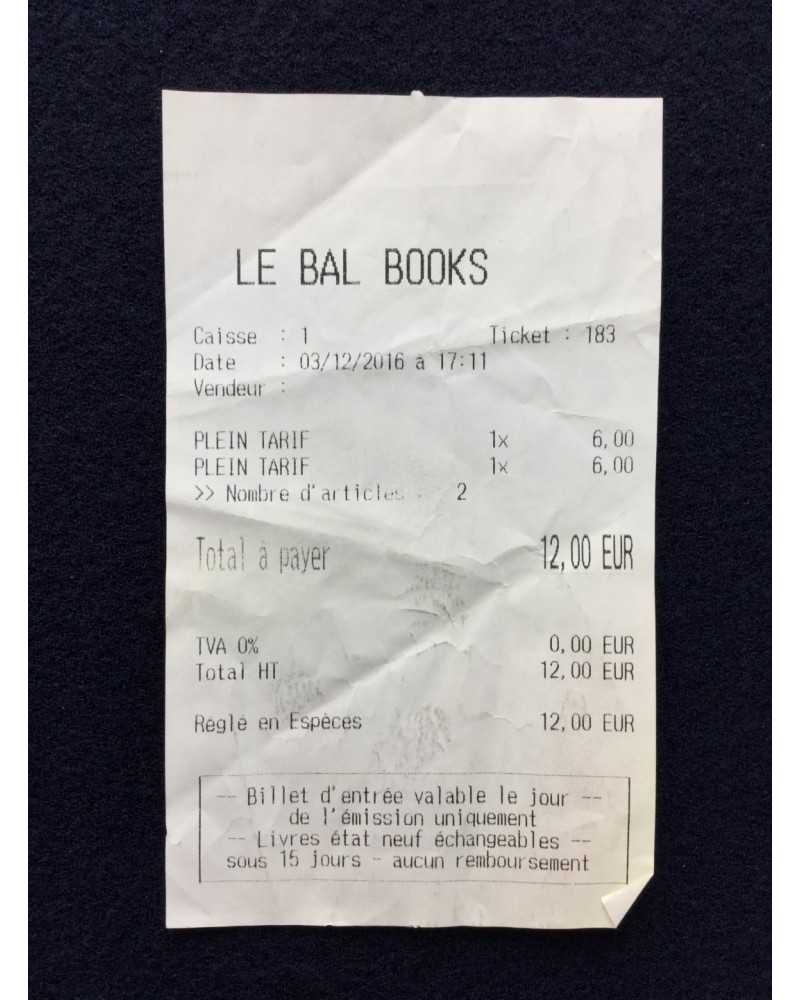 LE BAL BOOKS
Caisse : 1 Ticket : 183
Date : 03/12/2016 à 17:11
Vendeur :
PLEIN TARIF 1x 6,00
PLEIN TARIF 1x 6,00
>> Nombre d'articles : 2
Total à payer 12,00 EUR
TVA 0% 0,00 EUR
Total HT 12,00 EUR
Réglé en Espèces 12,00 EUR
-- Billet d'entrée valable le jour --
de l'émission uniquement
-- Livres état neuf échangeables --
sous 15 jours - aucun remboursement